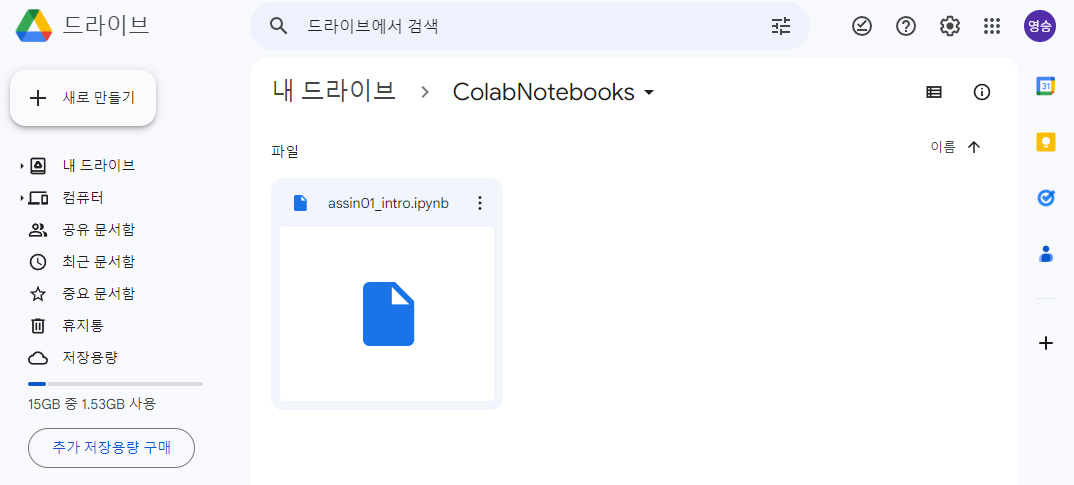 드라이브
드라이브에서 검색
영승
새로 만들기
내 드라이브
컴퓨터
공유 문서함
최근 문서함
중요 문서함
휴지통
저장용량
15GB 중 1.53GB 사용
추가 저장용량 구매
내 드라이브 > ColabNotebooks
파일
이름
assin01_intro.ipynb
31